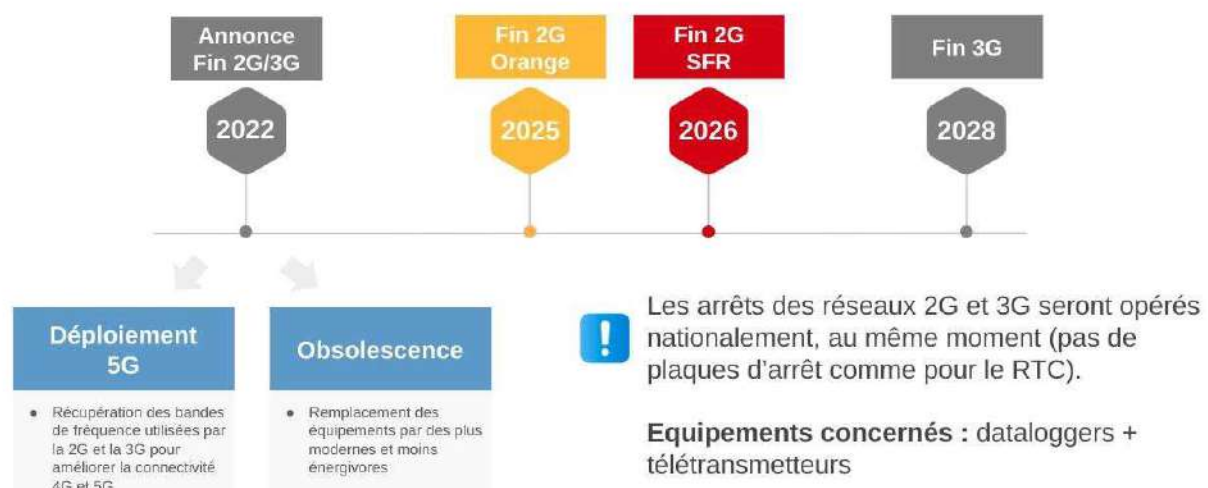 Annonce
Fin 2G/3G
Fin 2G
Orange
Fin 2G
SFR
Fin 3G
2022
2025
2026
2028
Déploiement
5G
● Récupération des bandes
de fréquence utilisées par
la 2G et la 3G pour
améliorer la connectivité
4G et 5G
Obsolescence
● Remplacement des
équipements par des plus
modernes et moins
énergivores
!
Les arrêts des réseaux 2G et 3G seront opérés
nationalement, au même moment (pas de
plaques d'arrêt comme pour le RTC).
Equipements concernés : dataloggers +
télétransmetteurs